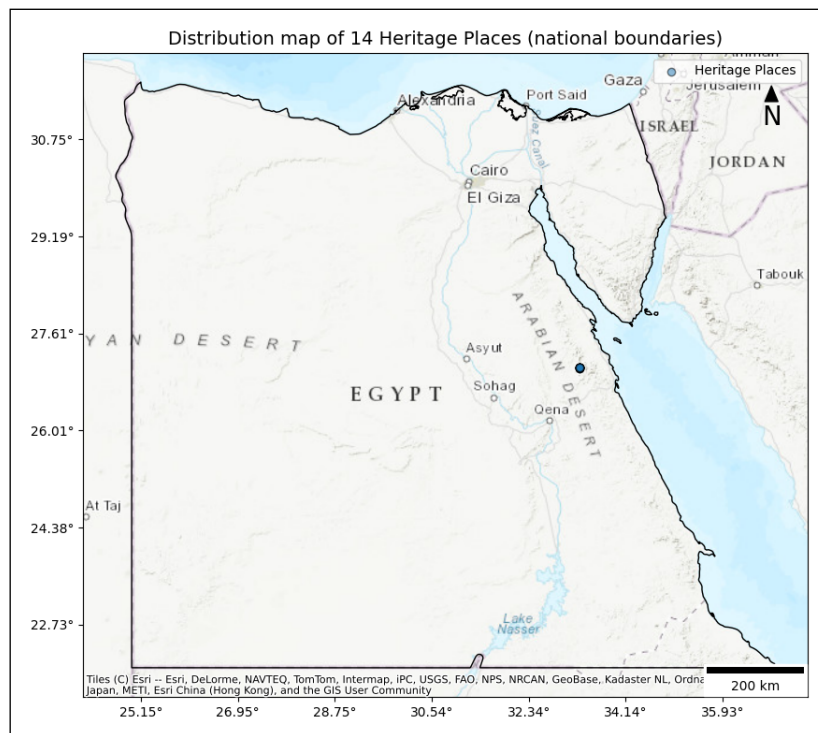 Distribution map of 14 Heritage Places (national boundaries)
Heritage Places
Gaza
Jerusalem
N
Alexandria
Port Said
Suez Canal
ISRAEL
JORDAN
Cairo
El Giza
Tabouk
ARABIAN DESERT
YAN DESERT
Asyut
EGYPT
Sohag
Qena
At Taj
Lake
Nasser
30.75°
29.19°
27.61°
26.01°
24.38°
22.73°
Tiles (C) Esri -- Esri, DeLorme, NAVTEQ, TomTom, Intermap, iPC, USGS, FAO, NPS, NRCAN, GeoBase, Kadaster NL, Ordna
Japan, METI, Esri China (Hong Kong), and the GIS User Community
200 km
25.15° 26.95° 28.75° 30.54° 32.34° 34.14° 35.93°